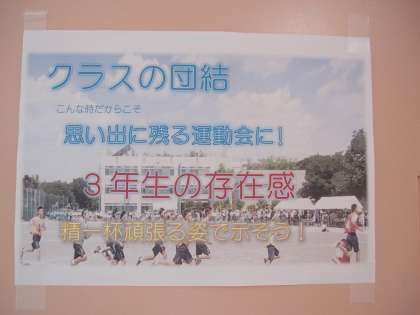 クラスの団結
こんな時だからこそ
思い出に残る運動会に！
３年生の存在感
精一杯頑張る姿で示そう！